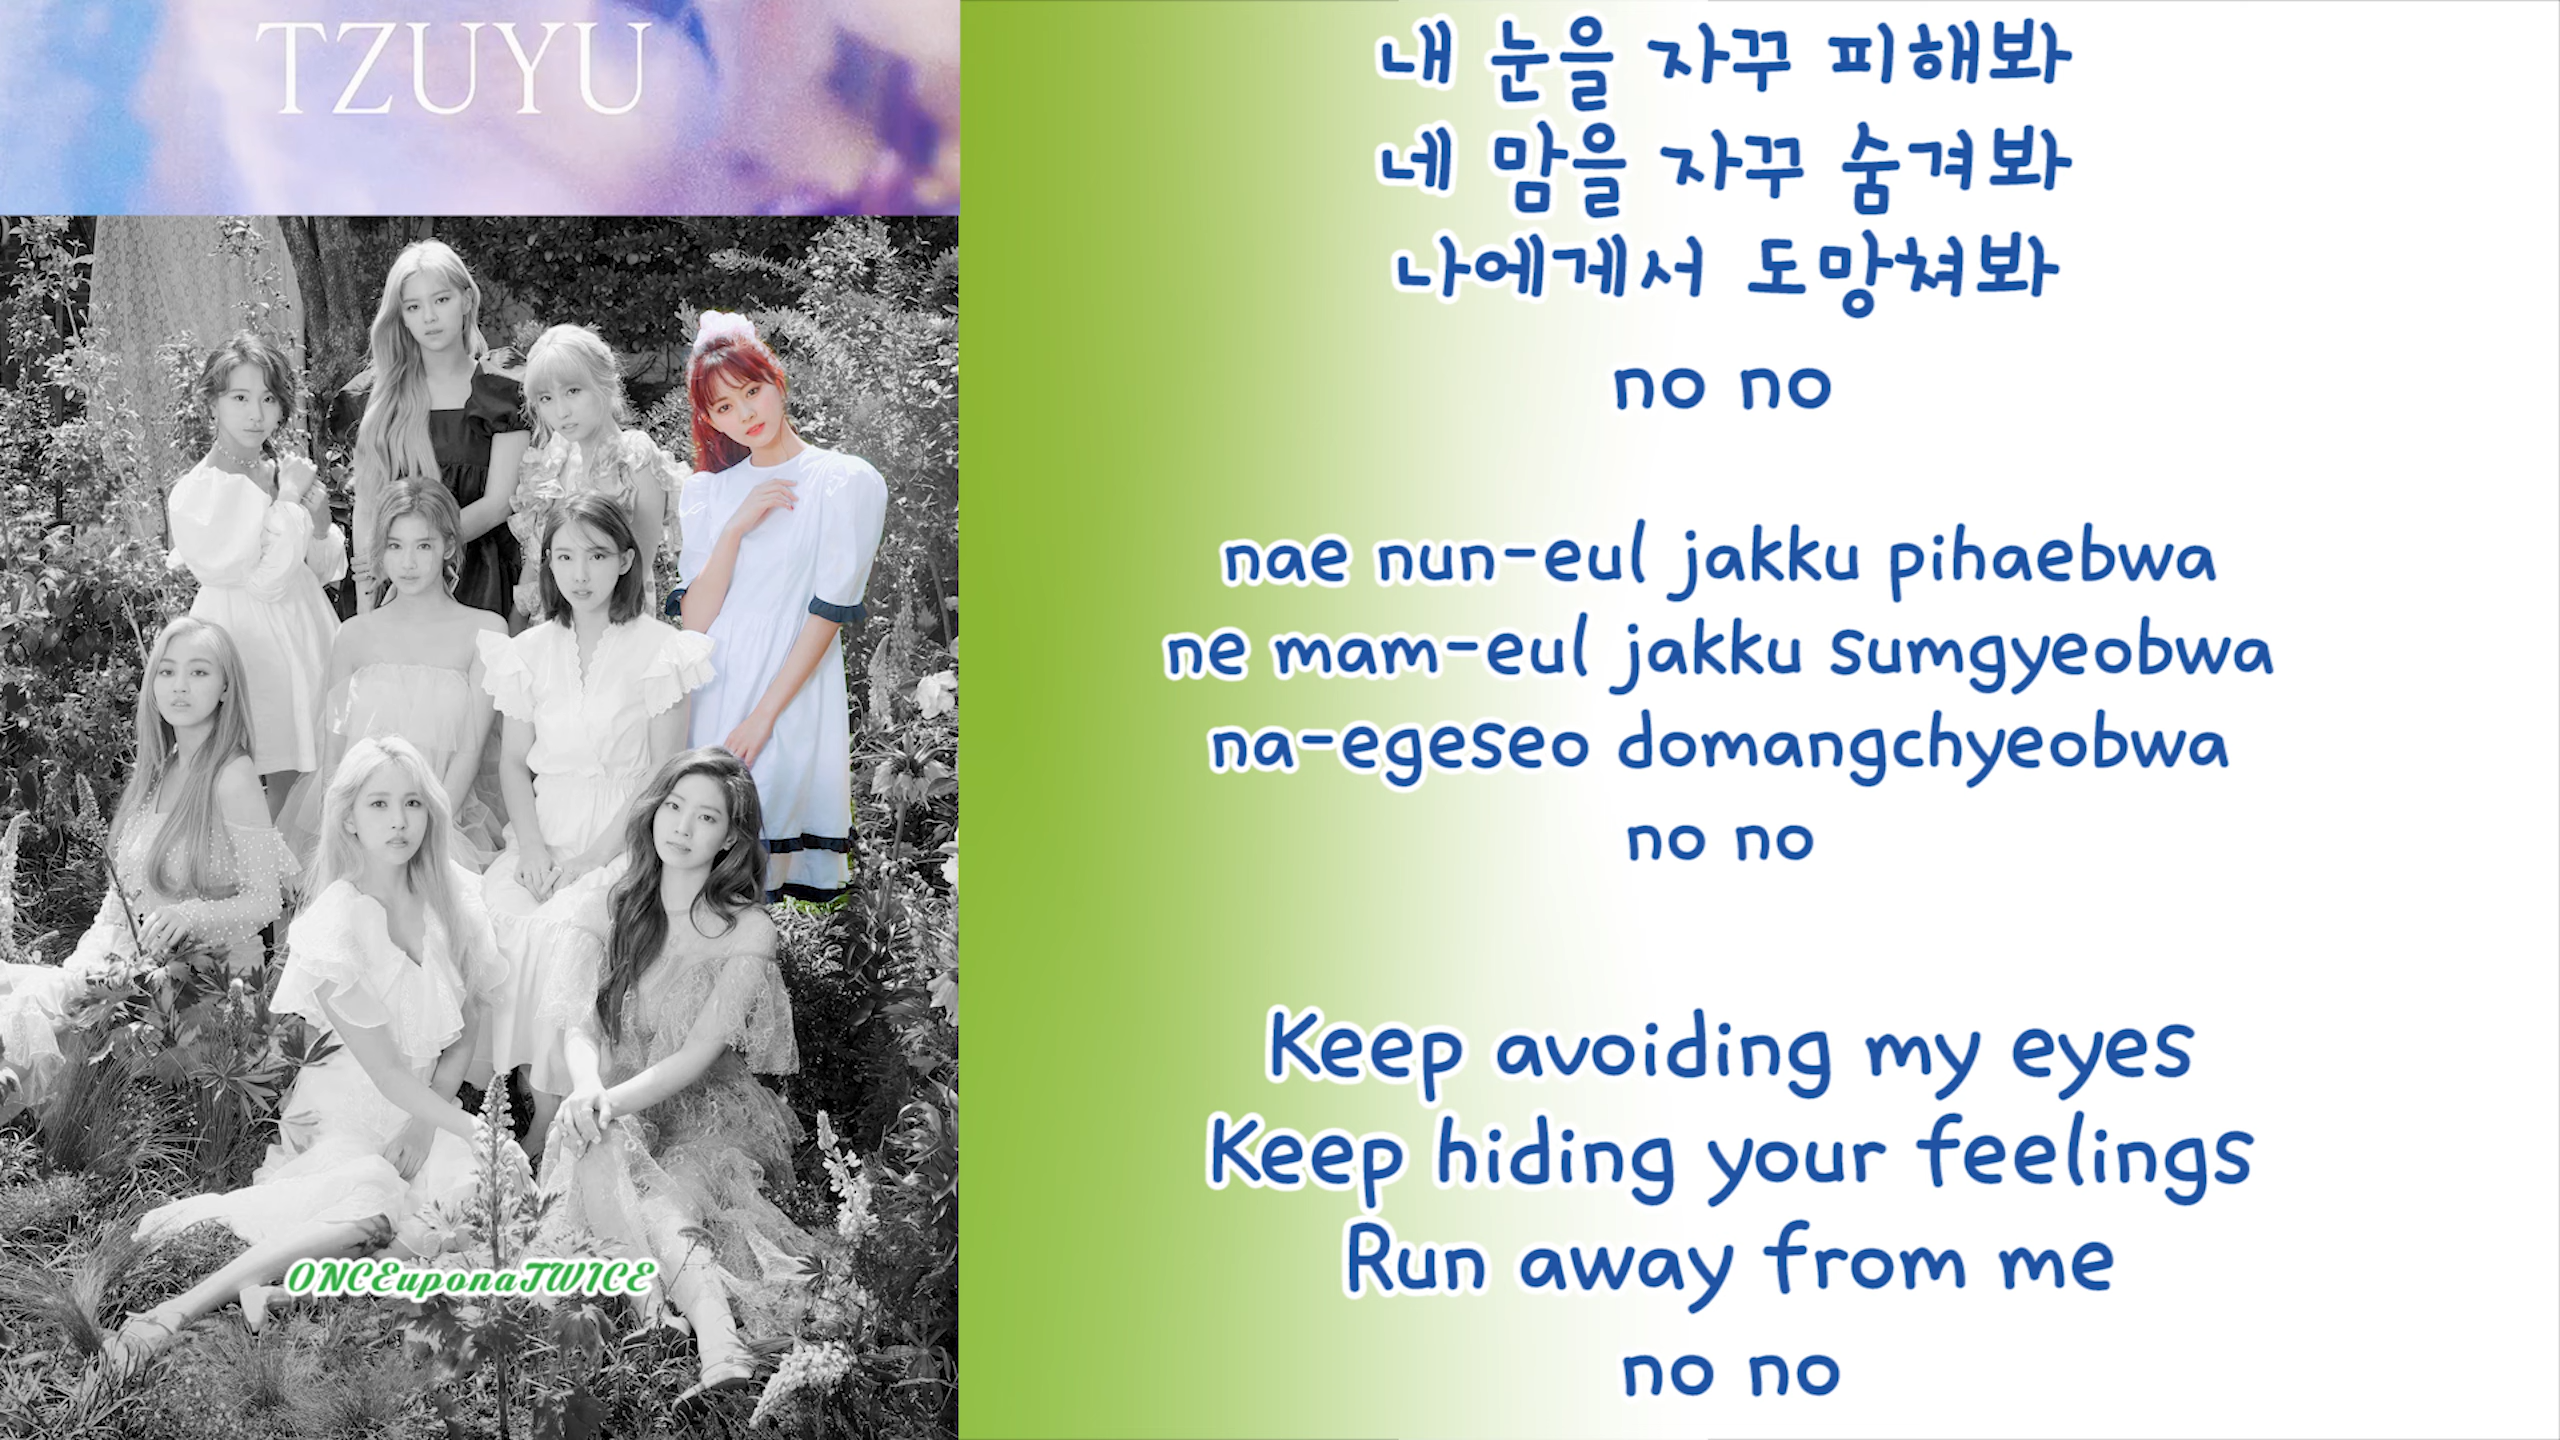 TZUYU
ONCEuponaTWICE
내 눈을 자꾸 피해봐
네 맘을 자꾸 숨겨봐
나에게서 도망쳐봐
no no
nae nun-eul jakku pihaebwa
ne mam-eul jakku sumgyeobwa
na-egeseo domangchyeobwa
no no
Keep avoiding my eyes
Keep hiding your feelings
Run away from me
no no